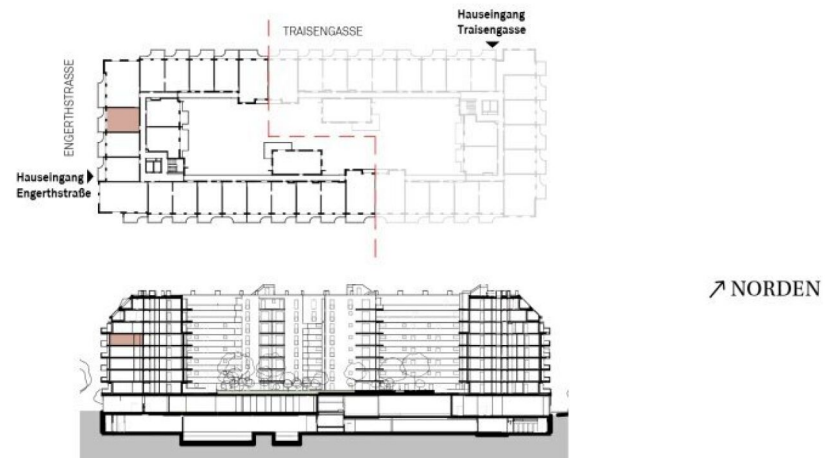 Hauseingang
Traisengasse
TRAISENGASSE
ENGERTHSTRASSE
Hauseingang
Engerthstraße
↗ NORDEN